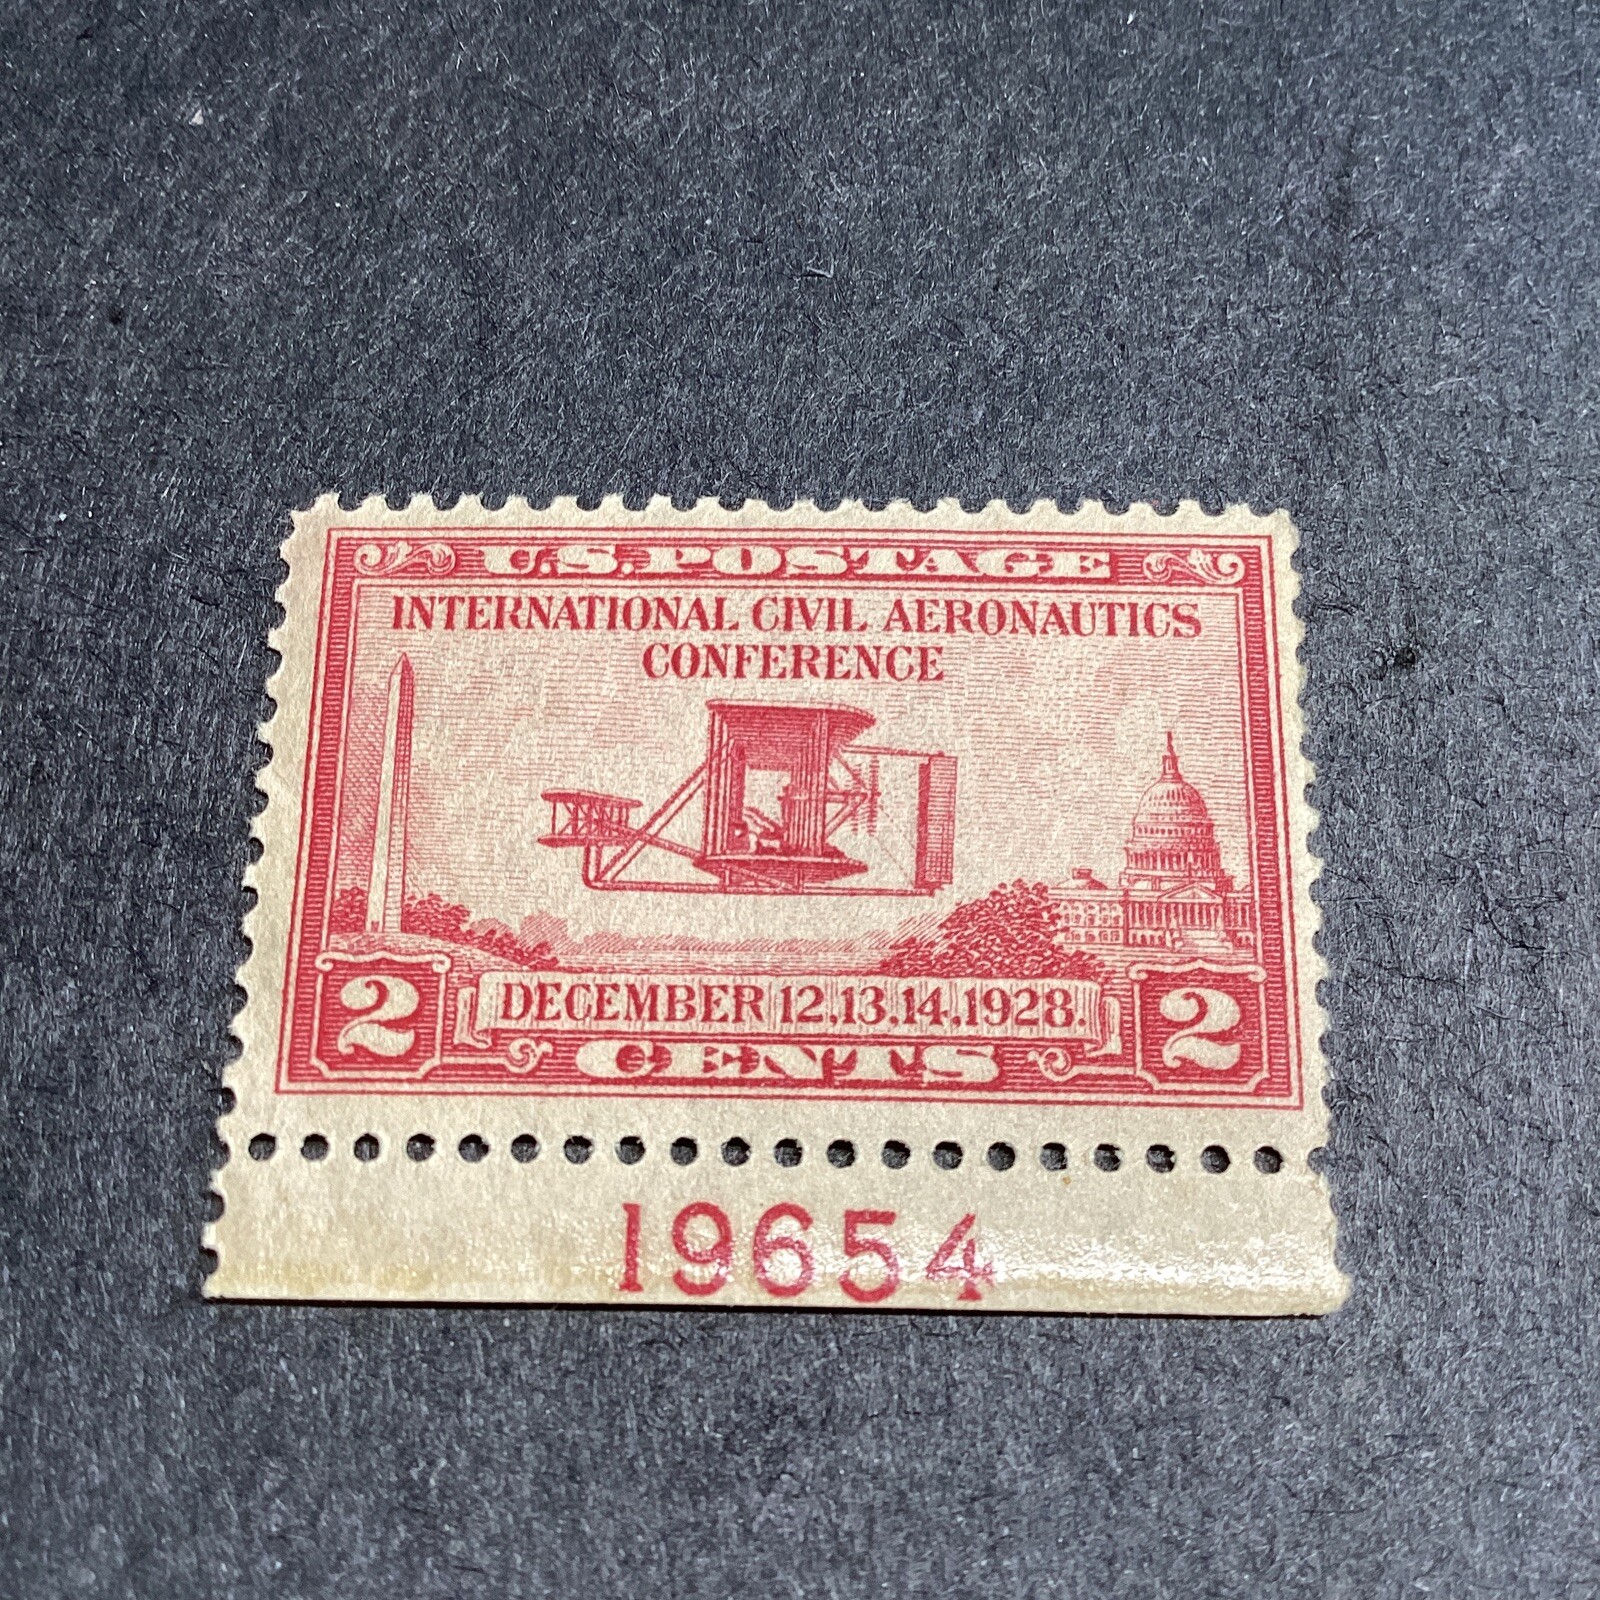 U.S. POSTAGE
INTERNATIONAL CIVIL AERONAUTICS
CONFERENCE
2 DECEMBER 12,13,14,1928. 2
CENTS
19654